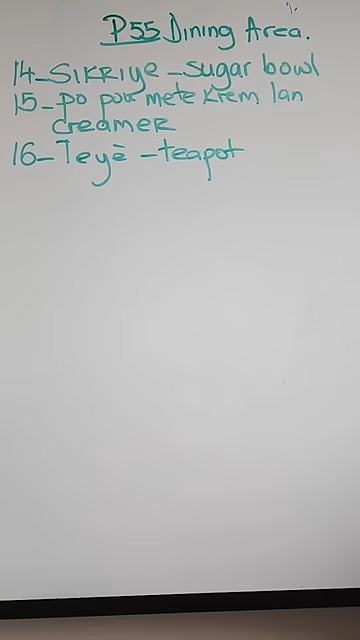 P55 Dining Area.
14-Sikriye-sugar bowl
15-po pou mete krem lan
creamer
16-Teyè-teapot